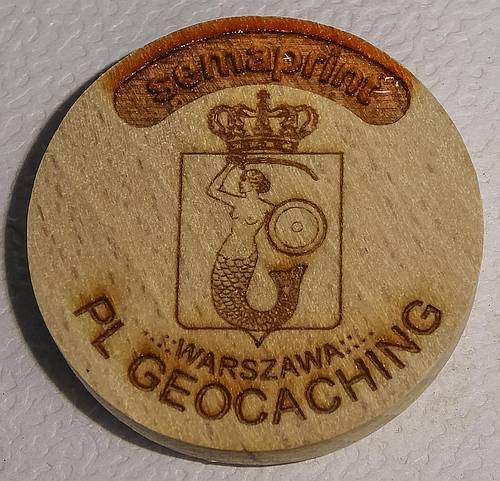 semaprint
.::WARSZAWA::.
PL GEOCACHING